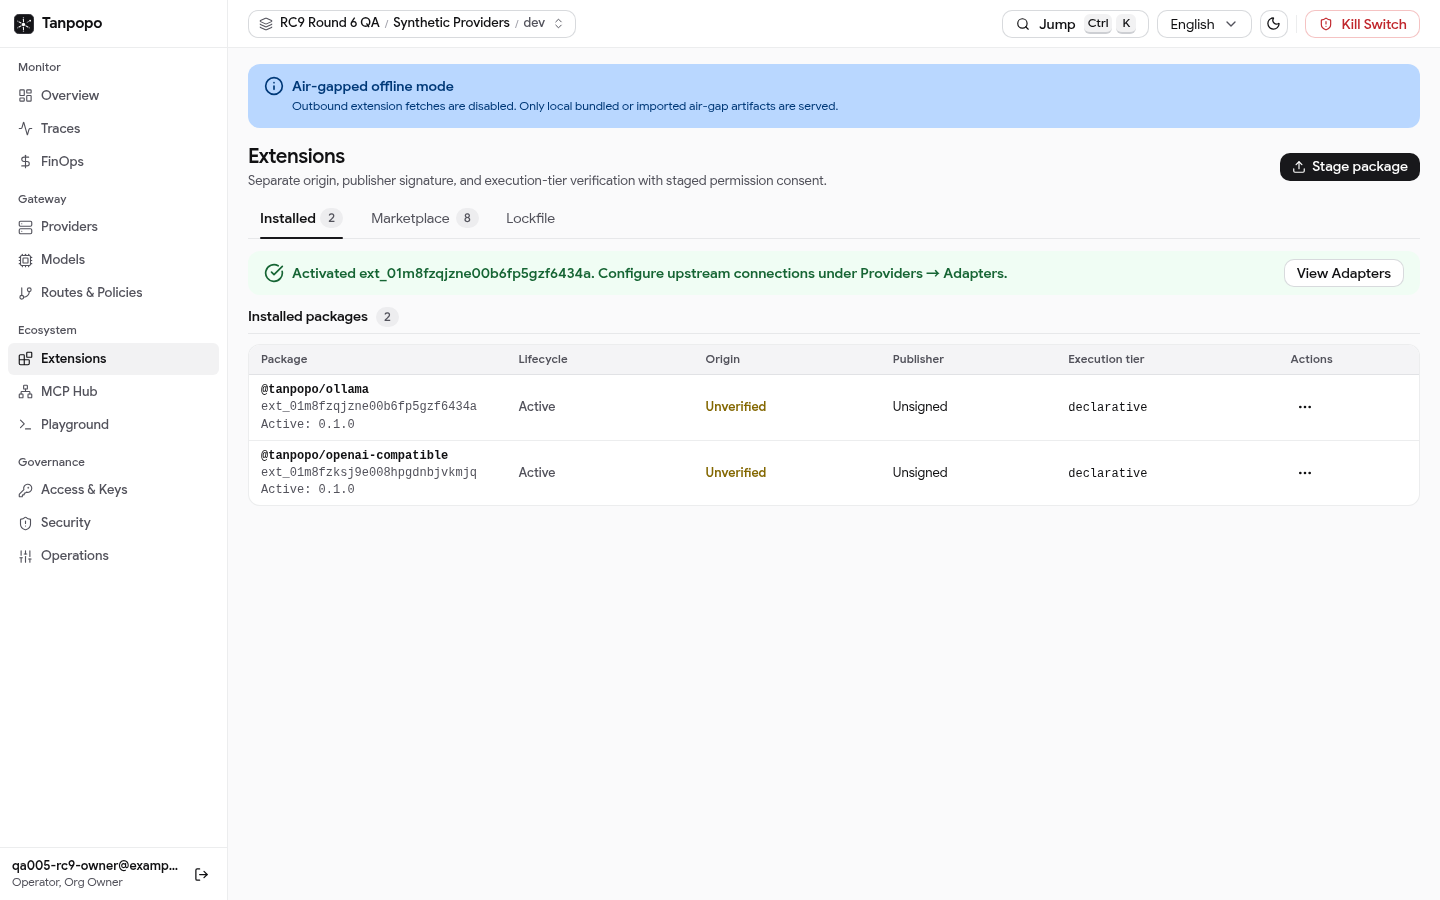 Tanpopo
RC9 Round 6 QA / Synthetic Providers / dev
Jump Ctrl K
English
Kill Switch
Monitor
Overview
Traces
FinOps
Gateway
Providers
Models
Routes & Policies
Ecosystem
Extensions
MCP Hub
Playground
Governance
Access & Keys
Security
Operations
qa005-rc9-owner@examp...
Operator, Org Owner
Air-gapped offline mode
Outbound extension fetches are disabled. Only local bundled or imported air-gap artifacts are served.
Extensions
Separate origin, publisher signature, and execution-tier verification with staged permission consent.
Stage package
Installed 2 Marketplace 8 Lockfile
Activated ext_01m8fzqjzne00b6fp5gzf6434a. Configure upstream connections under Providers → Adapters.
View Adapters
Installed packages 2
Package Lifecycle Origin Publisher Execution tier Actions
@tanpopo/ollama
ext_01m8fzqjzne00b6fp5gzf6434a Active Unverified Unsigned declarative
Active: 0.1.0
@tanpopo/openai-compatible
ext_01m8fzksj9e008hpgdnbjvkmjq Active Unverified Unsigned declarative
Active: 0.1.0